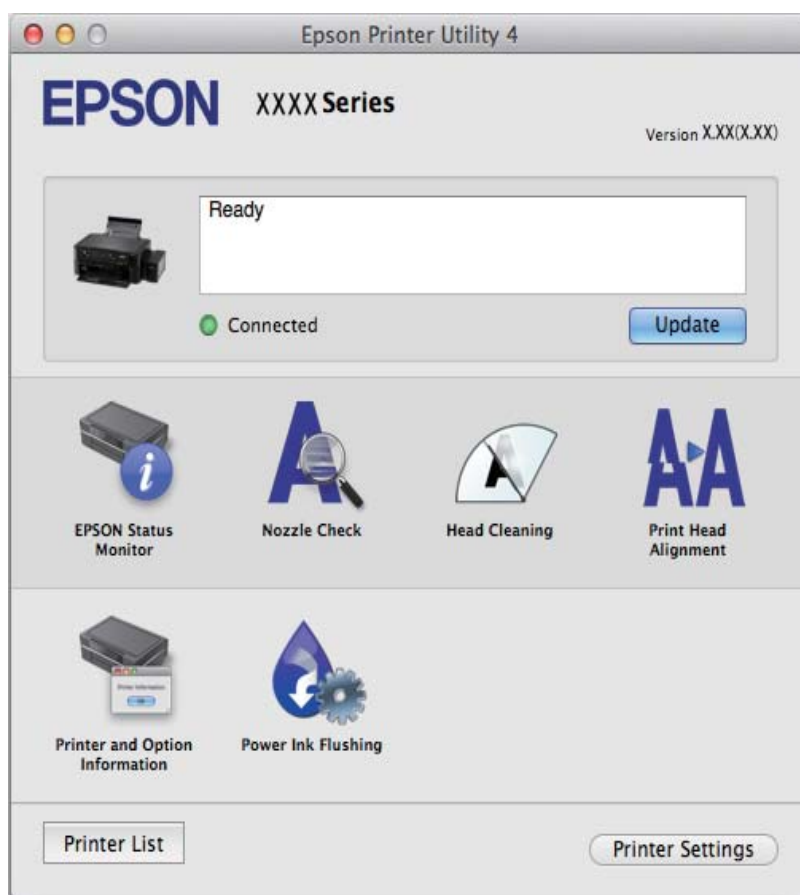 Epson Printer Utility 4
EPSON
XXXX Series
Version X.XX(X.XX)
Ready
Connected
Update
EPSON Status
Monitor
Nozzle Check
Head Cleaning
Print Head
Alignment
Printer and Option
Information
Power Ink Flushing
Printer List
Printer Settings